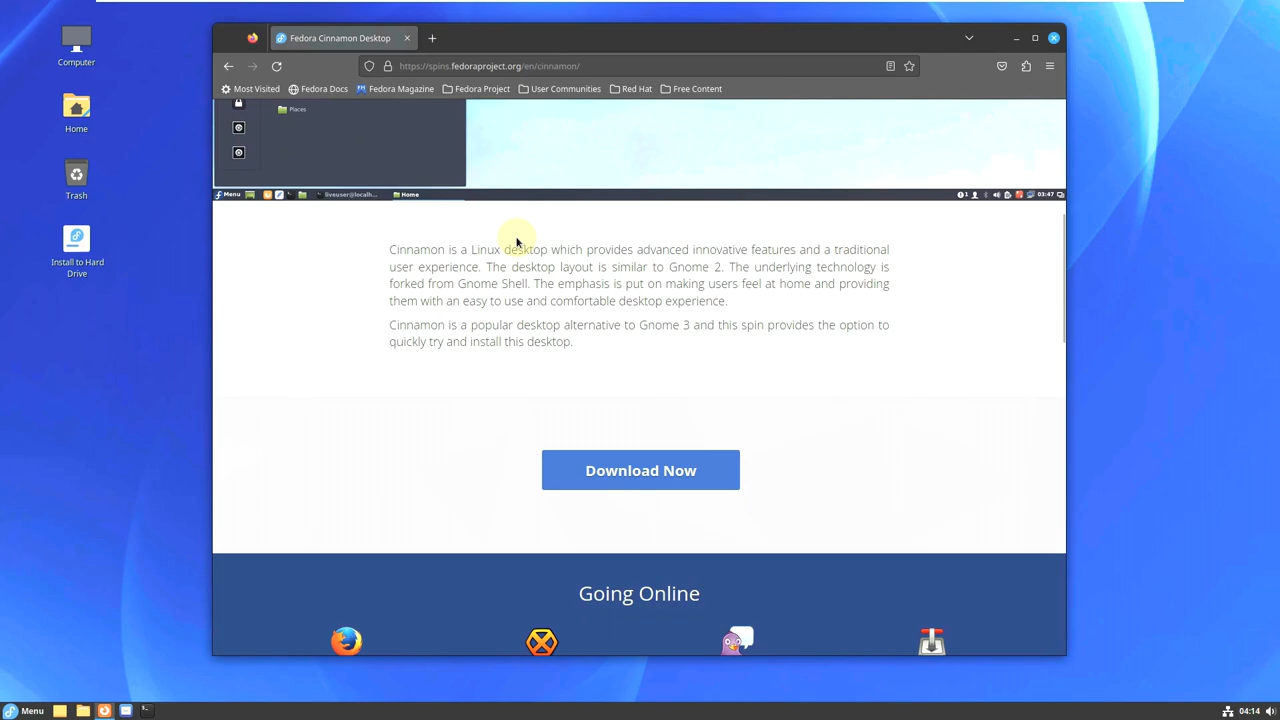 Computer
Home
Trash
Install to Hard
Drive
Fedora Cinnamon Desktop
https://spins.fedoraproject.org/en/cinnamon/
Most Visited
Fedora Docs
Fedora Magazine
Fedora Project
User Communities
Red Hat
Free Content
Places
Menu
liveuser@localh...
Home
1
03:47
Cinnamon is a Linux desktop which provides advanced innovative features and a traditional
user experience. The desktop layout is similar to Gnome 2. The underlying technology is
forked from Gnome Shell. The emphasis is put on making users feel at home and providing
them with an easy to use and comfortable desktop experience.
Cinnamon is a popular desktop alternative to Gnome 3 and this spin provides the option to
quickly try and install this desktop.
Download Now
Going Online
Menu
04:14